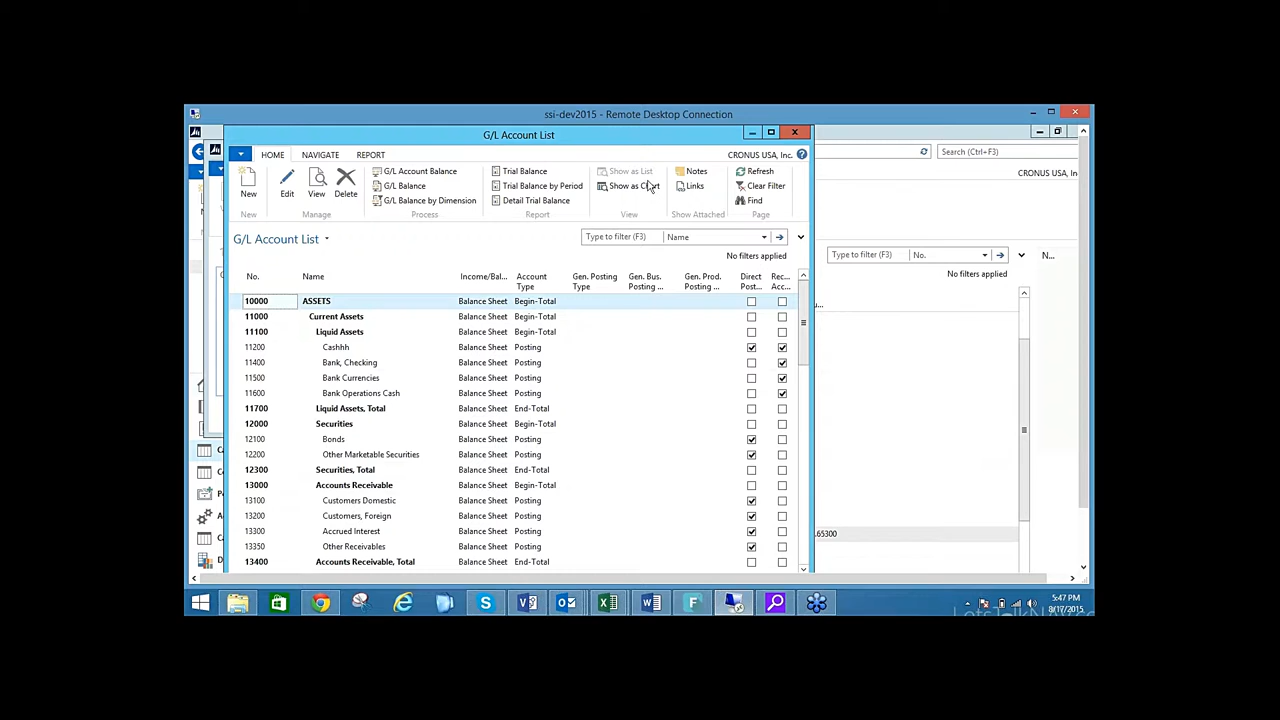 ssi-dev2015 - Remote Desktop Connection
G/L Account List
HOME NAVIGATE REPORT CRONUS USA, Inc.
New Edit View Delete
G/L Account Balance
G/L Balance
G/L Balance by Dimension
Trial Balance
Trial Balance by Period
Detail Trial Balance
Show as List
Show as Chart
Notes
Links
Refresh
Clear Filter
Find
New Manage Process Report View Show Attached Page
Search (Ctrl+F3)
G/L Account List
Type to filter (F3) Name
No filters applied
Type to filter (F3) No. N...
No filters applied
No. Name Income/Bal... Account Type Gen. Posting Type Gen. Bus. Posting ... Gen. Prod. Posting ... Direct Post... Rec... Acc...
10000 ASSETS Balance Sheet Begin-Total
11000 Current Assets Balance Sheet Begin-Total
11100 Liquid Assets Balance Sheet Begin-Total
11200 Cashhh Balance Sheet Posting
11400 Bank, Checking Balance Sheet Posting
11500 Bank Currencies Balance Sheet Posting
11600 Bank Operations Cash Balance Sheet Posting
11700 Liquid Assets, Total Balance Sheet End-Total
12000 Securities Balance Sheet Begin-Total
12100 Bonds Balance Sheet Posting
12200 Other Marketable Securities Balance Sheet Posting
12300 Securities, Total Balance Sheet End-Total
13000 Accounts Receivable Balance Sheet Begin-Total
13100 Customers Domestic Balance Sheet Posting
13200 Customers, Foreign Balance Sheet Posting
13300 Accrued Interest Balance Sheet Posting
13350 Other Receivables Balance Sheet Posting
13400 Accounts Receivable, Total Balance Sheet End-Total
.65300
5:47 PM
8/17/2015